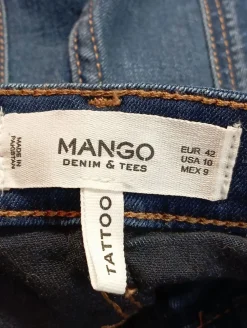 MADE IN
PAKISTAN
MANGO
DENIM & TEES
EUR 42
USA 10
MEX 9
TATTOO